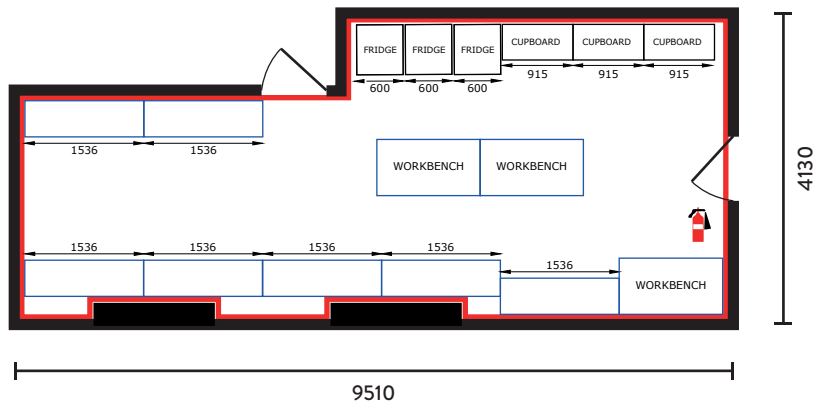 FRIDGE FRIDGE FRIDGE CUPBOARD CUPBOARD CUPBOARD
600 600 600 915 915 915
1536 1536
WORKBENCH WORKBENCH
4130
1536 1536 1536 1536
1536
WORKBENCH
9510